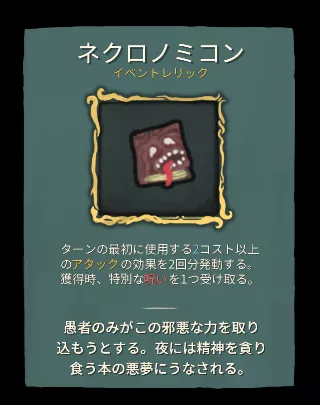 ネクロノミコン
イベントレリック
ターンの最初に使用する2コスト以上
のアタックの効果を2回分発動する。
獲得時、特別な呪いを1つ受け取る。
愚者のみがこの邪悪な力を取り
込もうとする。夜には精神を貪り
食う本の悪夢にうなされる。